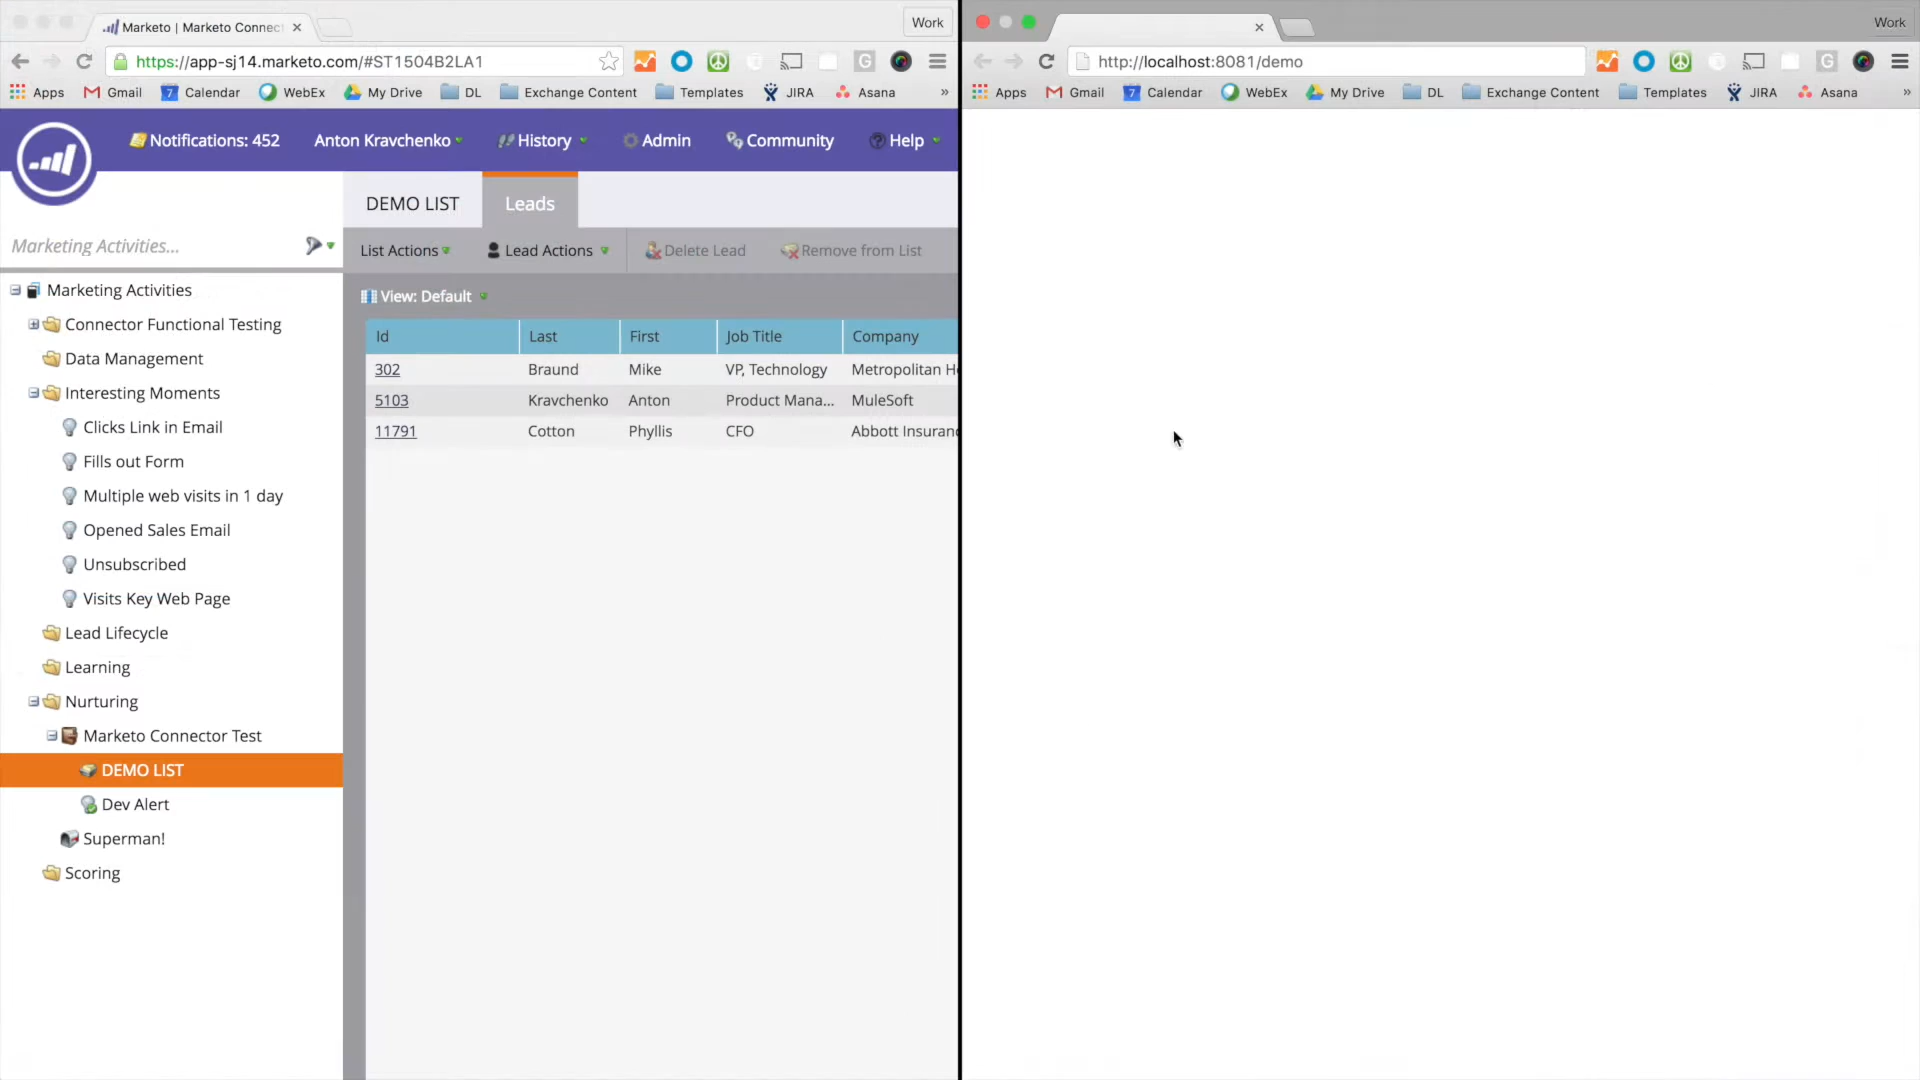 Marketo | Marketo Connect
Work
https://app-sj14.marketo.com/#ST1504B2LA1
G
Apps
Gmail
7 Calendar
WebEx
My Drive
DL
Exchange Content
Templates
JIRA
Asana
»
Notifications: 452
Anton Kravchenko
History
Admin
Community
Help
DEMO LIST
Leads
Marketing Activities...
List Actions
Lead Actions
Delete Lead
Remove from List
View: Default
Id Last First Job Title Company
302 Braund Mike VP, Technology Metropolitan H
5103 Kravchenko Anton Product Mana... MuleSoft
11791 Cotton Phyllis CFO Abbott Insuran
Marketing Activities
Connector Functional Testing
Data Management
Interesting Moments
Clicks Link in Email
Fills out Form
Multiple web visits in 1 day
Opened Sales Email
Unsubscribed
Visits Key Web Page
Lead Lifecycle
Learning
Nurturing
Marketo Connector Test
DEMO LIST
Dev Alert
Superman!
Scoring
Work
http://localhost:8081/demo
G
Apps
Gmail
7 Calendar
WebEx
My Drive
DL
Exchange Content
Templates
JIRA
Asana
»